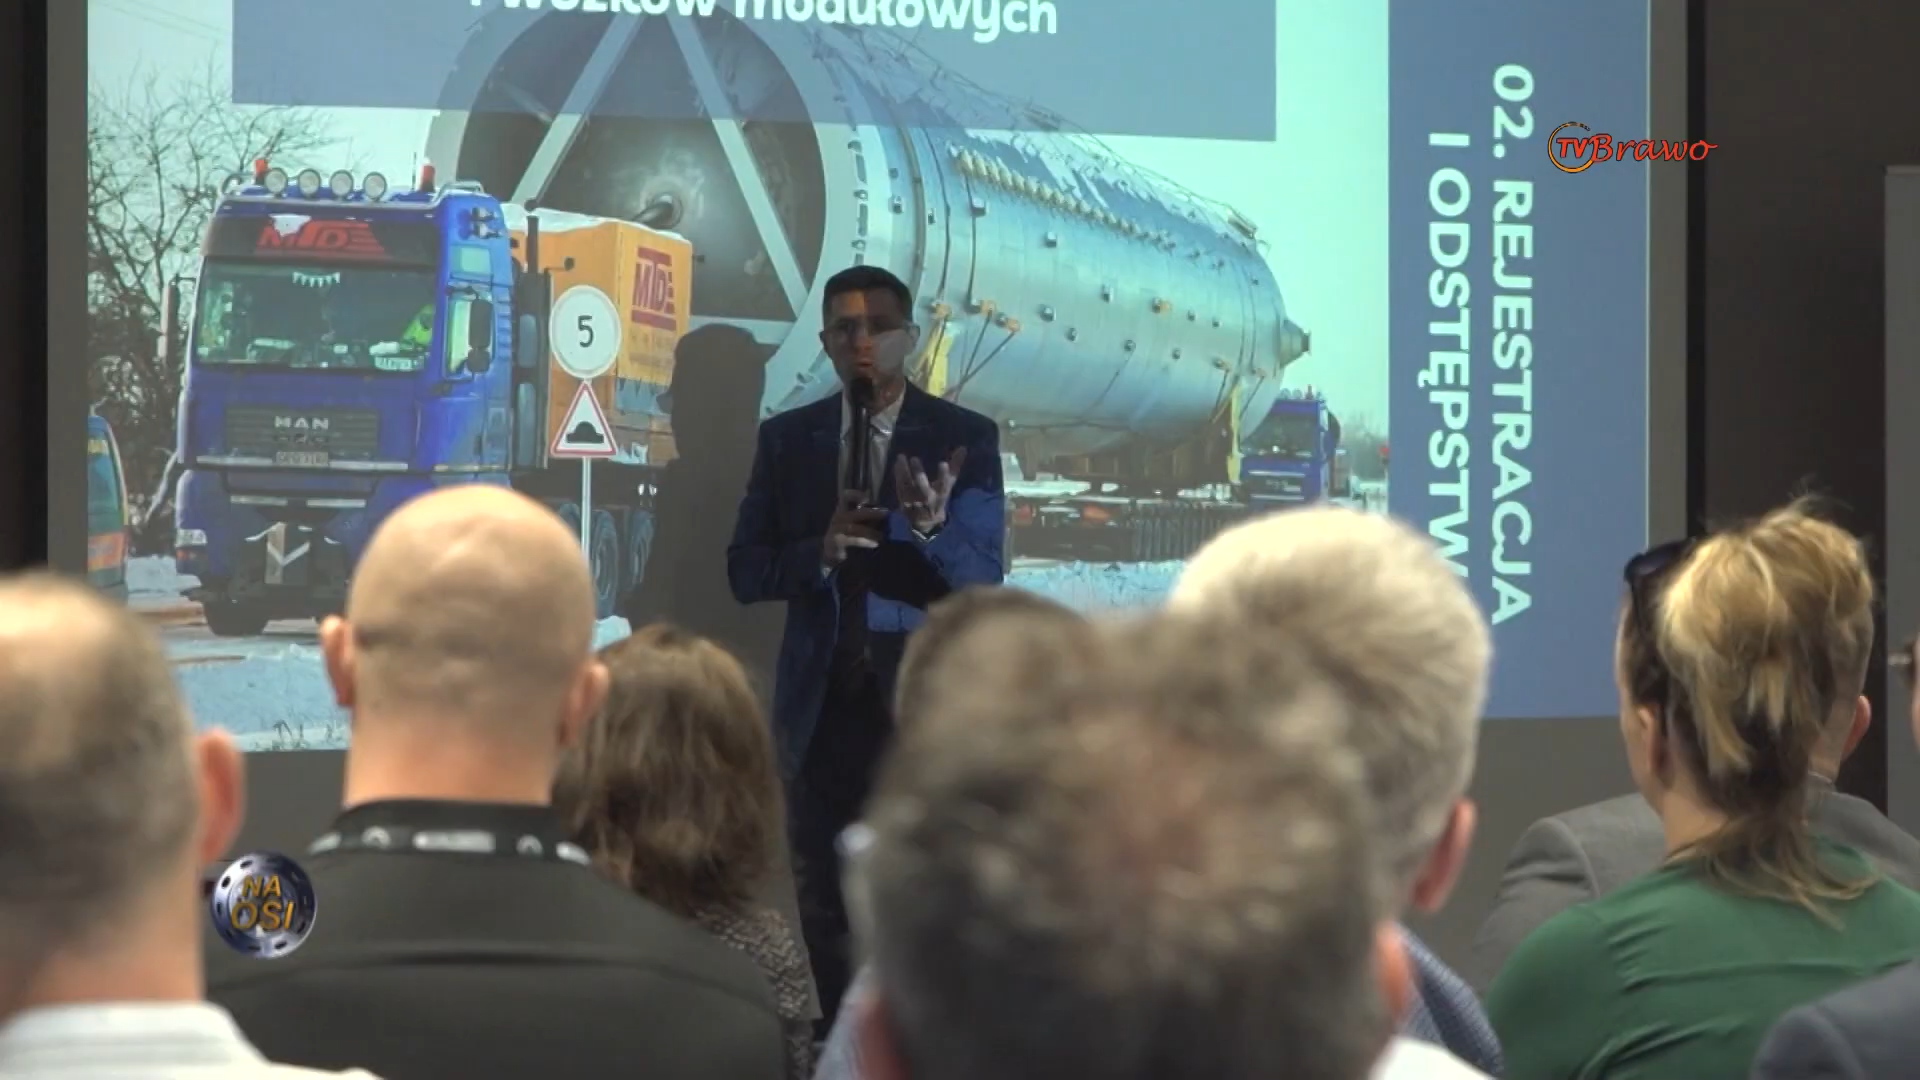 i wózków modułowych
02. REJESTRACJA
I ODSTĘPSTW
TVBrawo
MTD
MTD
5
MAN
NA
OSI